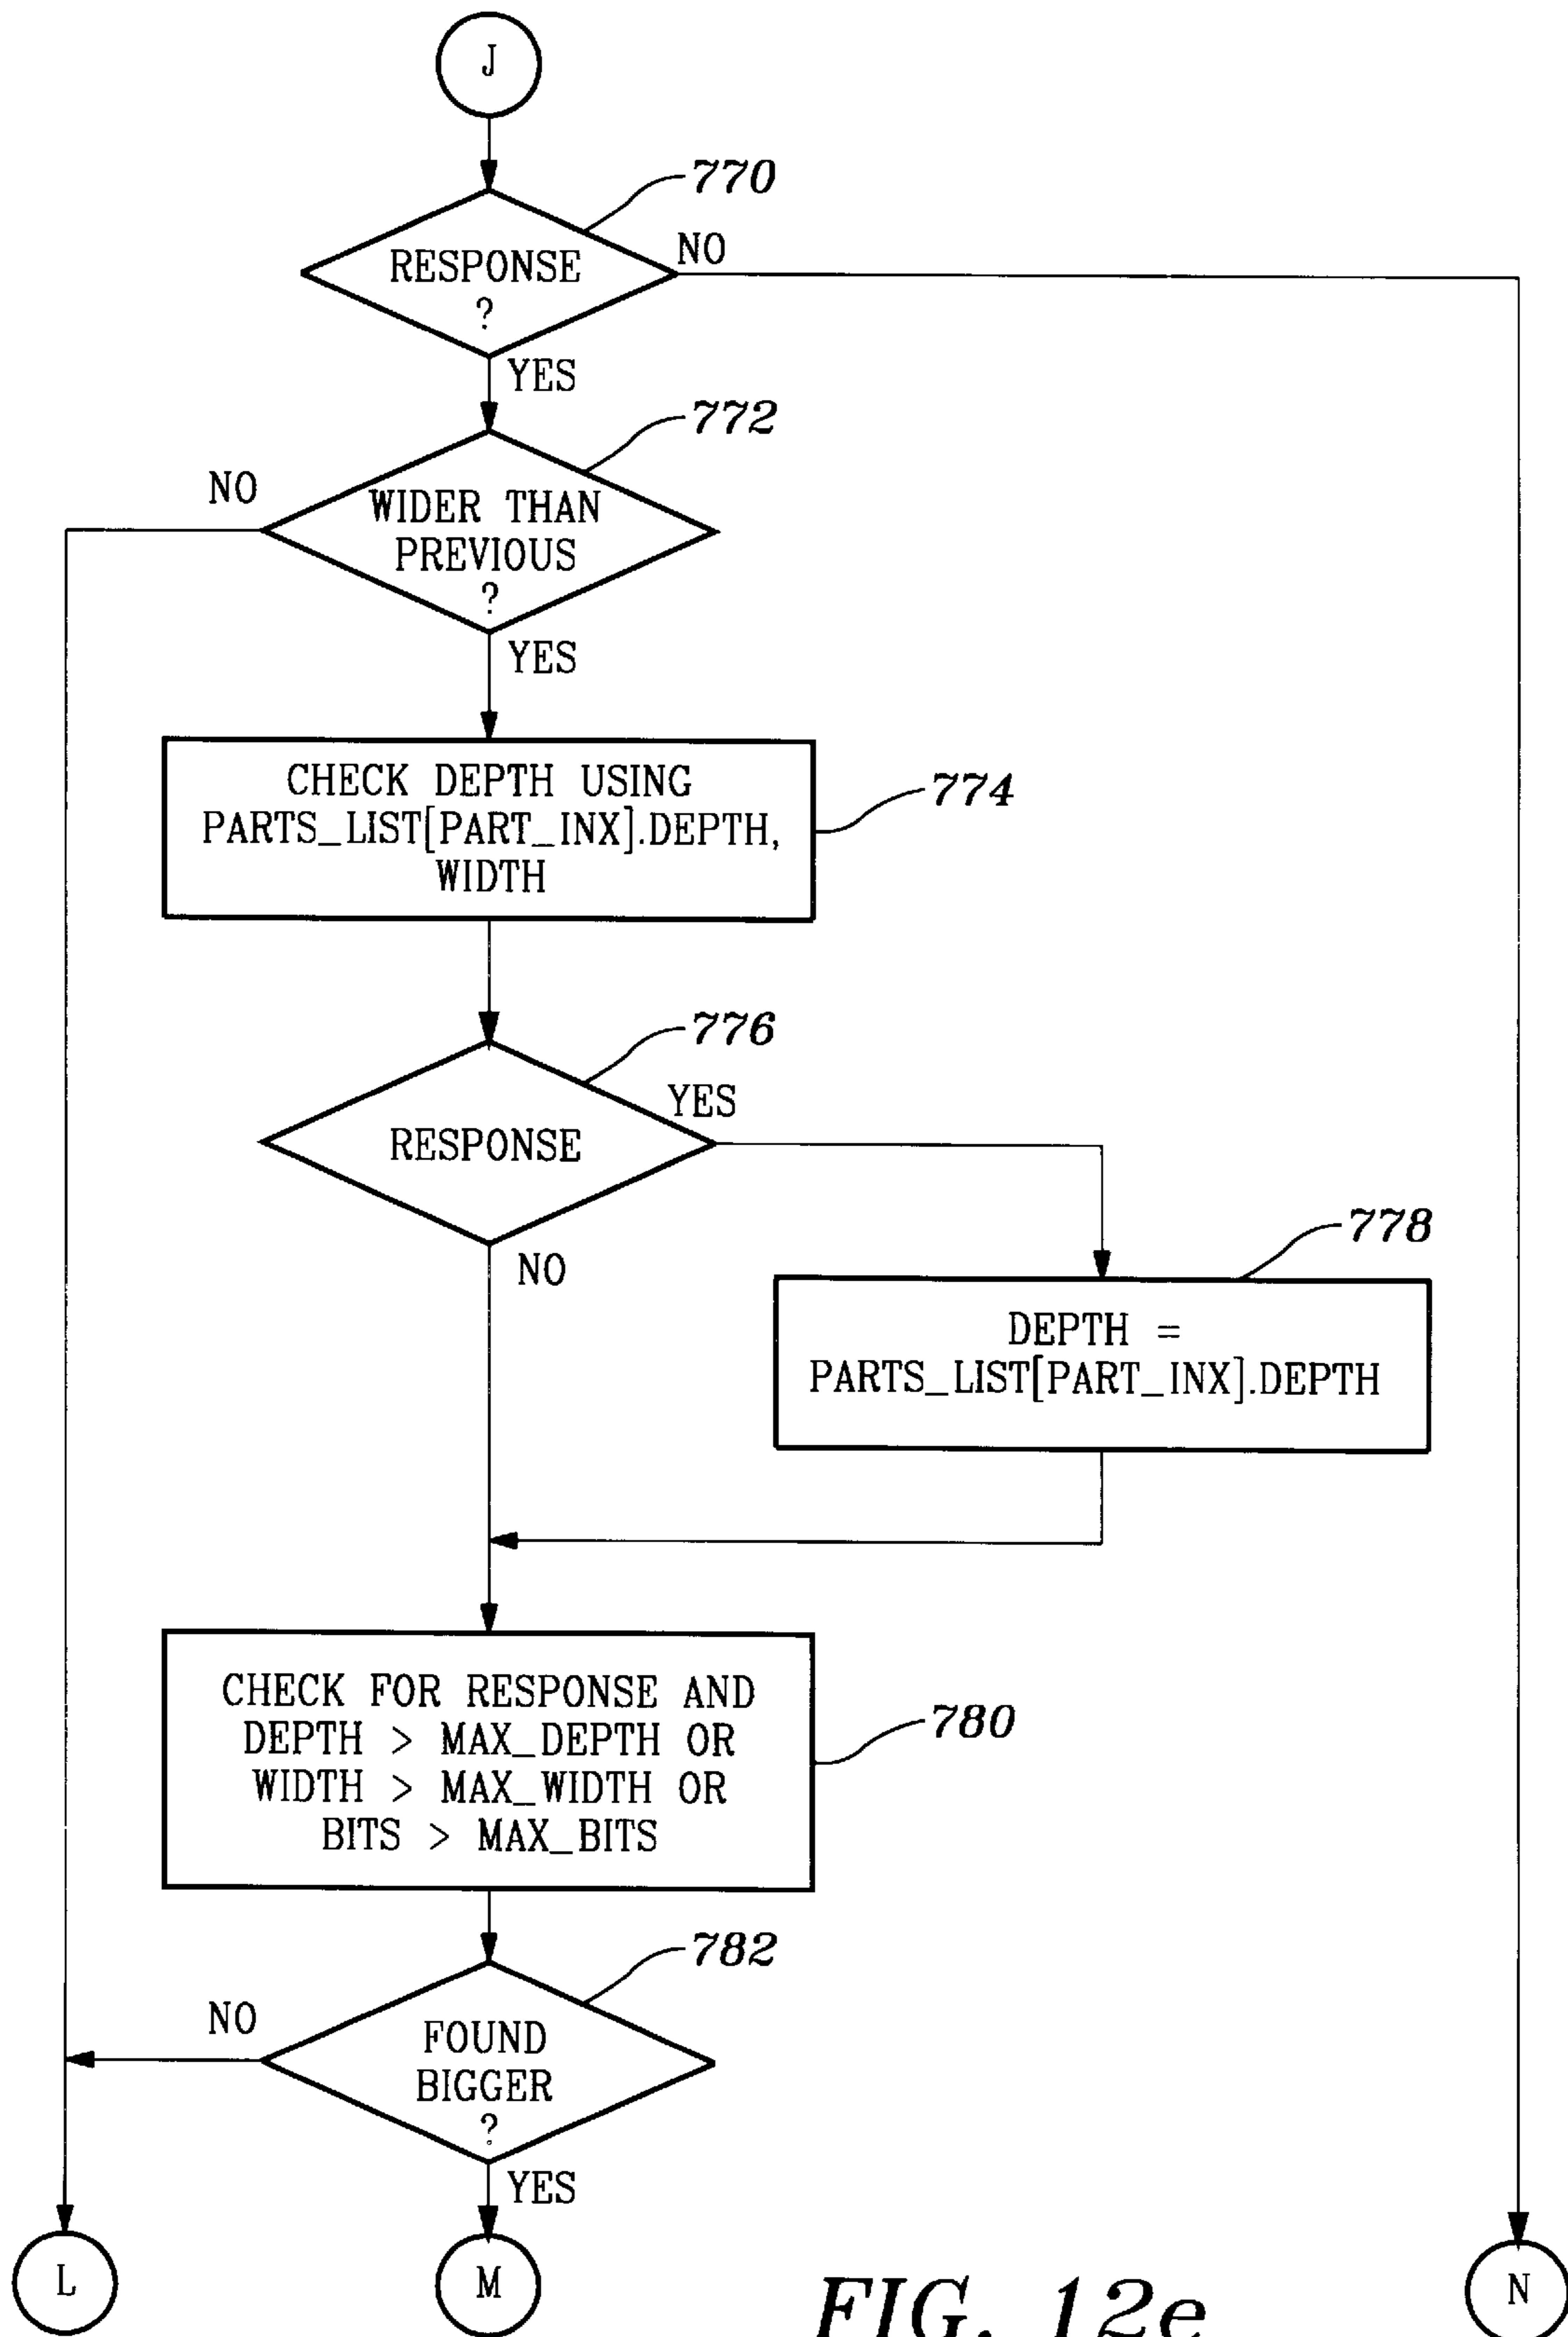 J
770
RESPONSE
?
NO
YES
772
NO
WIDER THAN
PREVIOUS
?
YES
CHECK DEPTH USING
PARTS_LIST[PART_INX].DEPTH,
WIDTH
774
776
YES
RESPONSE
NO
778
DEPTH =
PARTS_LIST[PART_INX].DEPTH
CHECK FOR RESPONSE AND
DEPTH > MAX_DEPTH OR
WIDTH > MAX_WIDTH OR
BITS > MAX_BITS
780
782
NO
FOUND
BIGGER
?
YES
L
M
N
FIG. 12e